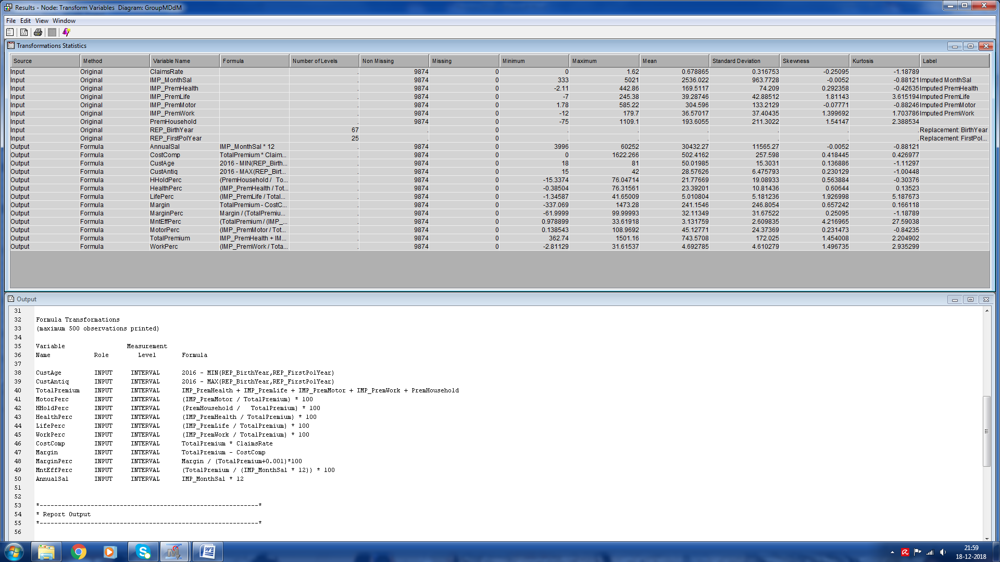 Results - Node: Transform Variables  Diagram: GroupMDdM
File Edit View Window
Transformations Statistics
Source Method Variable Name Formula Number of Levels Non Missing Missing Minimum Maximum Mean Standard Deviation Skewness Kurtosis Label
Input Original ClaimsRate . 9874 0 0 1.62 0.678865 0.316753 -0.25095 -1.18789
Input Original IMP_MonthSal . 9874 0 333 5021 2536.022 963.7728 -0.0052 -0.88121 Imputed MonthSal
Input Original IMP_PremHealth . 9874 0 -2.11 442.86 169.5117 74.209 0.292358 -0.42635 Imputed PremHealth
Input Original IMP_PremLife . 9874 0 -7 245.38 39.28746 42.88512 1.81143 3.615194 Imputed PremLife
Input Original IMP_PremMotor . 9874 0 1.78 585.22 304.596 133.2129 -0.07771 -0.88246 Imputed PremMotor
Input Original IMP_PremWork . 9874 0 -12 179.7 36.57017 37.40435 1.399692 1.703786 Imputed PremWork
Input Original PremHousehold . 9874 0 -75 1109.1 193.6055 211.3022 1.54147 2.388534
Input Original REP_BirthYear 67 . 0 . . . . . . Replacement: BirthYear
Input Original REP_FirstPolYear 25 . 0 . . . . . . Replacement: FirstPol...
Output Formula AnnualSal IMP_MonthSal * 12 . 9874 0 3996 60252 30432.27 11565.27 -0.0052 -0.88121
Output Formula CostComp TotalPremium * Claim... . 9874 0 0 1622.266 502.4162 257.598 0.418445 0.426977
Output Formula CustAge 2016 - MIN(REP_Birth... . 9874 0 18 81 50.01985 15.3031 0.136886 -1.11297
Output Formula CustAntiq 2016 - MAX(REP_Birt... . 9874 0 15 42 28.57626 6.475793 0.230129 -1.00448
Output Formula HHoldPerc (PremHousehold /  To... . 9874 0 -15.3374 76.04714 21.77669 19.08933 0.563884 -0.30376
Output Formula HealthPerc (IMP_PremHealth / Tot... . 9874 0 -0.38504 76.31561 23.39201 10.81436 0.60644 0.13523
Output Formula LifePerc (IMP_PremLife / Total... . 9874 0 -1.34587 41.65009 5.010804 5.181236 1.926998 5.187673
Output Formula Margin TotalPremium - CostC... . 9874 0 -337.069 1473.28 241.1546 246.8054 0.657242 0.166118
Output Formula MarginPerc Margin / (TotalPremiu... . 9874 0 -61.9999 99.99993 32.11349 31.67522 0.25095 -1.18789
Output Formula MntEffPerc (TotalPremium / (IMP_... . 9874 0 0.978899 33.61918 3.131759 2.609835 4.216965 27.59038
Output Formula MotorPerc (IMP_PremMotor / Tot... . 9874 0 0.138543 108.9692 45.12771 24.37369 0.231473 -0.84235
Output Formula TotalPremium IMP_PremHealth + IM... . 9874 0 362.74 1501.16 743.5708 172.025 1.454008 2.204902
Output Formula WorkPerc (IMP_PremWork / Tota... . 9874 0 -2.81129 31.61537 4.692785 4.610279 1.496735 2.935299
Output
31
32 Formula Transformations
33 (maximum 500 observations printed)
34
35 Variable Measurement
36 Name Role Level Formula
37
38 CustAge INPUT INTERVAL 2016 - MIN(REP_BirthYear,REP_FirstPolYear)
39 CustAntiq INPUT INTERVAL 2016 - MAX(REP_BirthYear,REP_FirstPolYear)
40 TotalPremium INPUT INTERVAL IMP_PremHealth + IMP_PremLife + IMP_PremMotor + IMP_PremWork + PremHousehold
41 MotorPerc INPUT INTERVAL (IMP_PremMotor / TotalPremium) * 100
42 HHoldPerc INPUT INTERVAL (PremHousehold /   TotalPremium) * 100
43 HealthPerc INPUT INTERVAL (IMP_PremHealth / TotalPremium) * 100
44 LifePerc INPUT INTERVAL (IMP_PremLife / TotalPremium) * 100
45 WorkPerc INPUT INTERVAL (IMP_PremWork / TotalPremium) * 100
46 CostComp INPUT INTERVAL TotalPremium * ClaimsRate
47 Margin INPUT INTERVAL TotalPremium - CostComp
48 MarginPerc INPUT INTERVAL Margin / (TotalPremium+0.001)*100
49 MntEffPerc INPUT INTERVAL (TotalPremium / (IMP_MonthSal * 12)) * 100
50 AnnualSal INPUT INTERVAL IMP_MonthSal * 12
51
52
53 *------------------------------------------------------------*
54 * Report Output
55 *------------------------------------------------------------*
56
21:59
18-12-2018